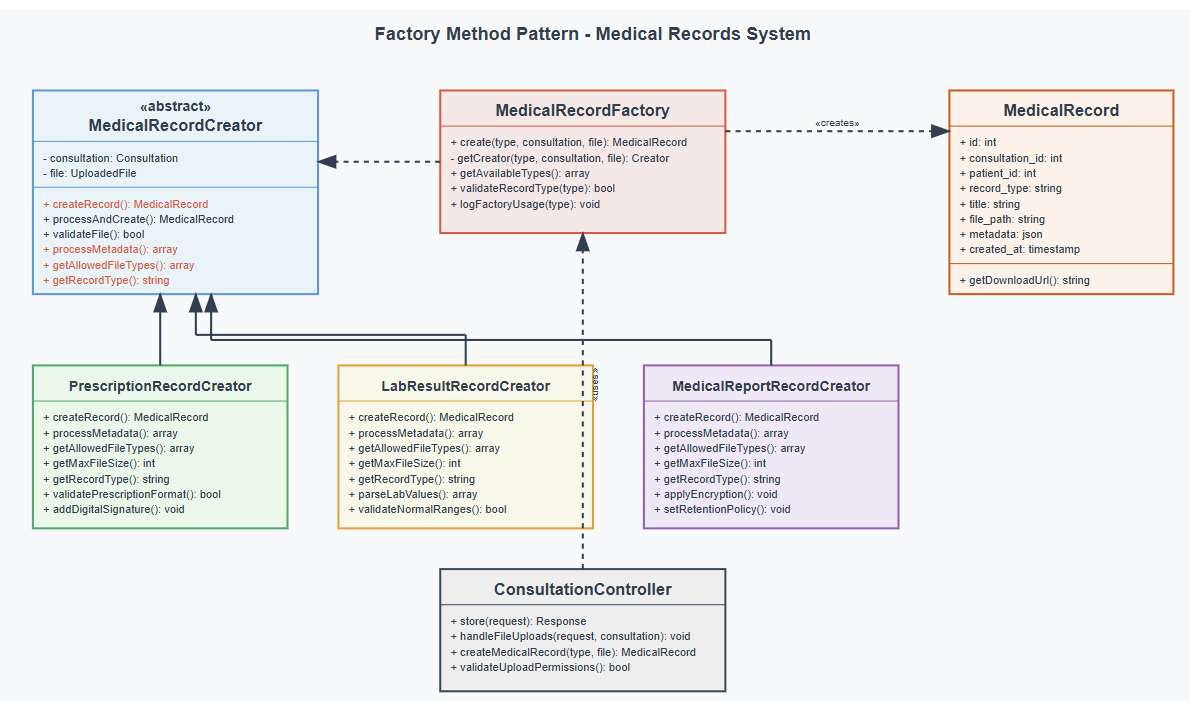 Factory Method Pattern - Medical Records System
«abstract»
MedicalRecordCreator
- consultation: Consultation
- file: UploadedFile
+ createRecord(): MedicalRecord
+ processAndCreate(): MedicalRecord
+ validateFile(): bool
+ processMetadata(): array
+ getAllowedFileTypes(): array
+ getRecordType(): string
MedicalRecordFactory
+ create(type, consultation, file): MedicalRecord
- getCreator(type, consultation, file): Creator
+ getAvailableTypes(): array
+ validateRecordType(type): bool
+ logFactoryUsage(type): void
«creates»
MedicalRecord
+ id: int
+ consultation_id: int
+ patient_id: int
+ record_type: string
+ title: string
+ file_path: string
+ metadata: json
+ created_at: timestamp
+ getDownloadUrl(): string
PrescriptionRecordCreator
+ createRecord(): MedicalRecord
+ processMetadata(): array
+ getAllowedFileTypes(): array
+ getMaxFileSize(): int
+ getRecordType(): string
+ validatePrescriptionFormat(): bool
+ addDigitalSignature(): void
LabResultRecordCreator
+ createRecord(): MedicalRecord
+ processMetadata(): array
+ getAllowedFileTypes(): array
+ getMaxFileSize(): int
+ getRecordType(): string
+ parseLabValues(): array
+ validateNormalRanges(): bool
«uses»
MedicalReportRecordCreator
+ createRecord(): MedicalRecord
+ processMetadata(): array
+ getAllowedFileTypes(): array
+ getMaxFileSize(): int
+ getRecordType(): string
+ applyEncryption(): void
+ setRetentionPolicy(): void
ConsultationController
+ store(request): Response
+ handleFileUploads(request, consultation): void
+ createMedicalRecord(type, file): MedicalRecord
+ validateUploadPermissions(): bool